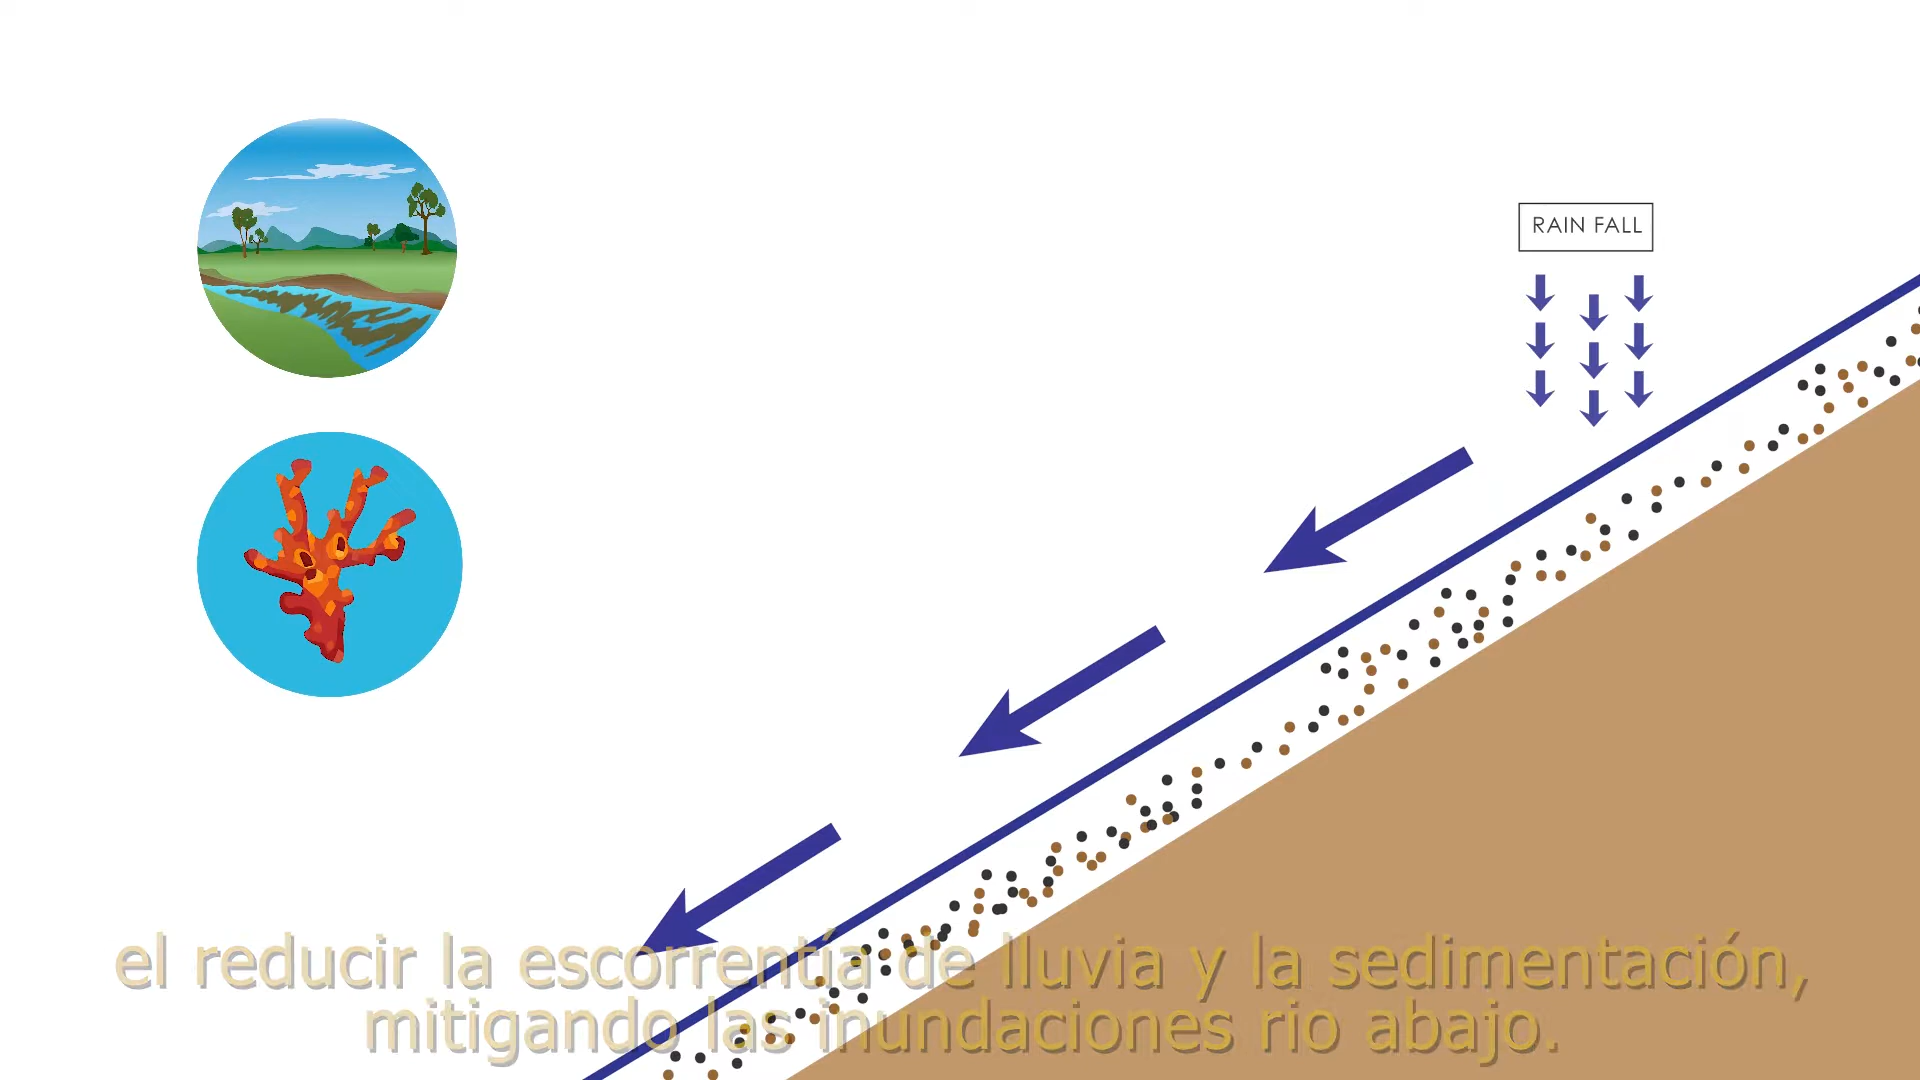 RAIN FALL
el reducir la escorrentía de lluvia y la sedimentación,
mitigando las inundaciones rio abajo.